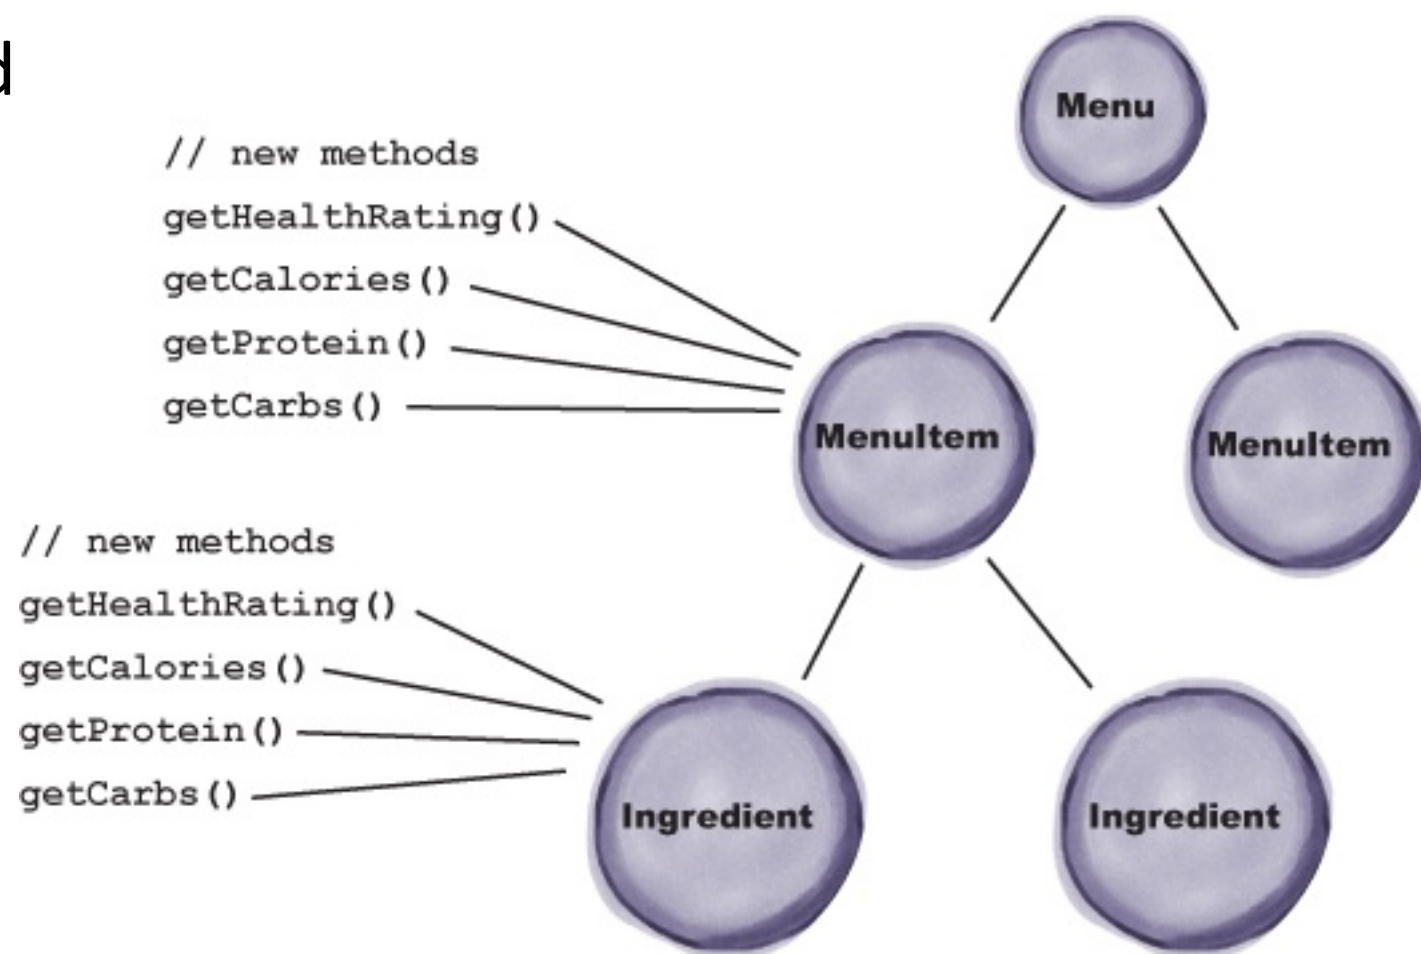 d
Menu
// new methods
getHealthRating()
getCalories()
getProtein()
getCarbs()
MenuItem
MenuItem
// new methods
getHealthRating()
getCalories()
getProtein()
getCarbs()
Ingredient
Ingredient